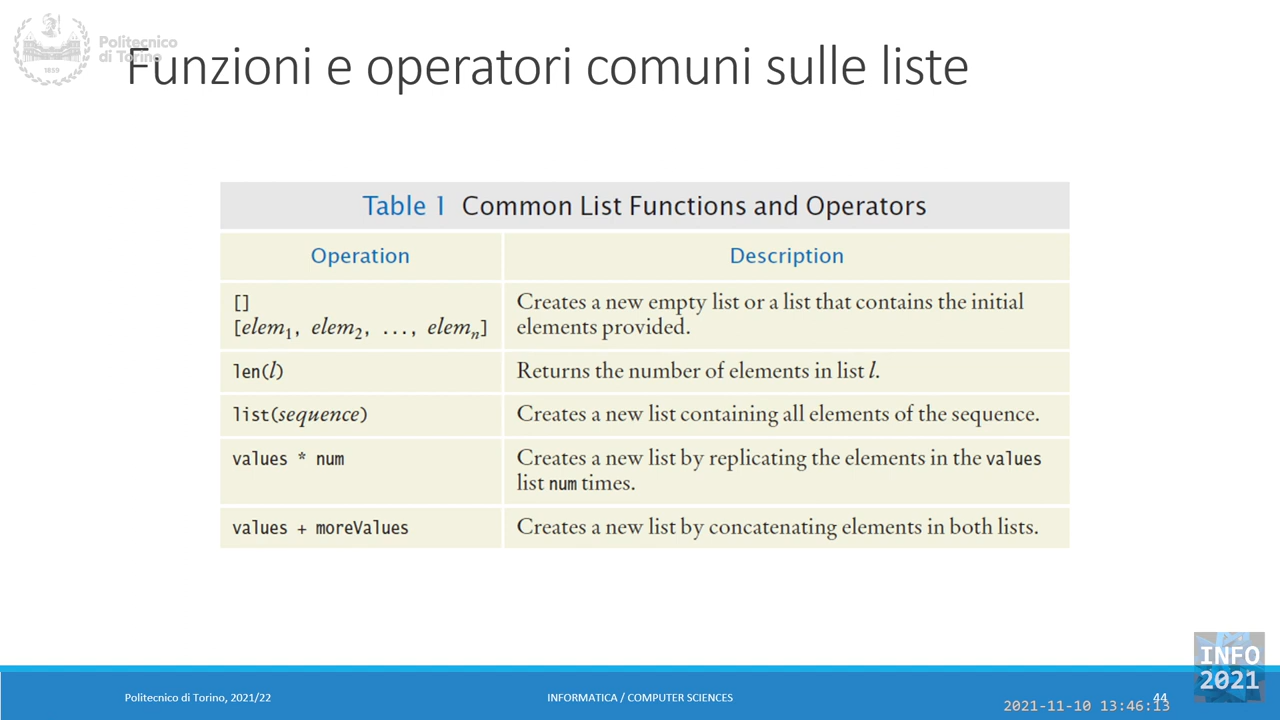 Politecnico
di Torino
1859
Funzioni e operatori comuni sulle liste
Table 1 Common List Functions and Operators
Operation Description
[]
[elem1, elem2, ..., elemn]
Creates a new empty list or a list that contains the initial
elements provided.
len(l) Returns the number of elements in list l.
list(sequence) Creates a new list containing all elements of the sequence.
values * num
Creates a new list by replicating the elements in the values
list num times.
values + moreValues Creates a new list by concatenating elements in both lists.
INFO
2021
Politecnico di Torino, 2021/22 INFORMATICA / COMPUTER SCIENCES 44
2021-11-10 13:46:13